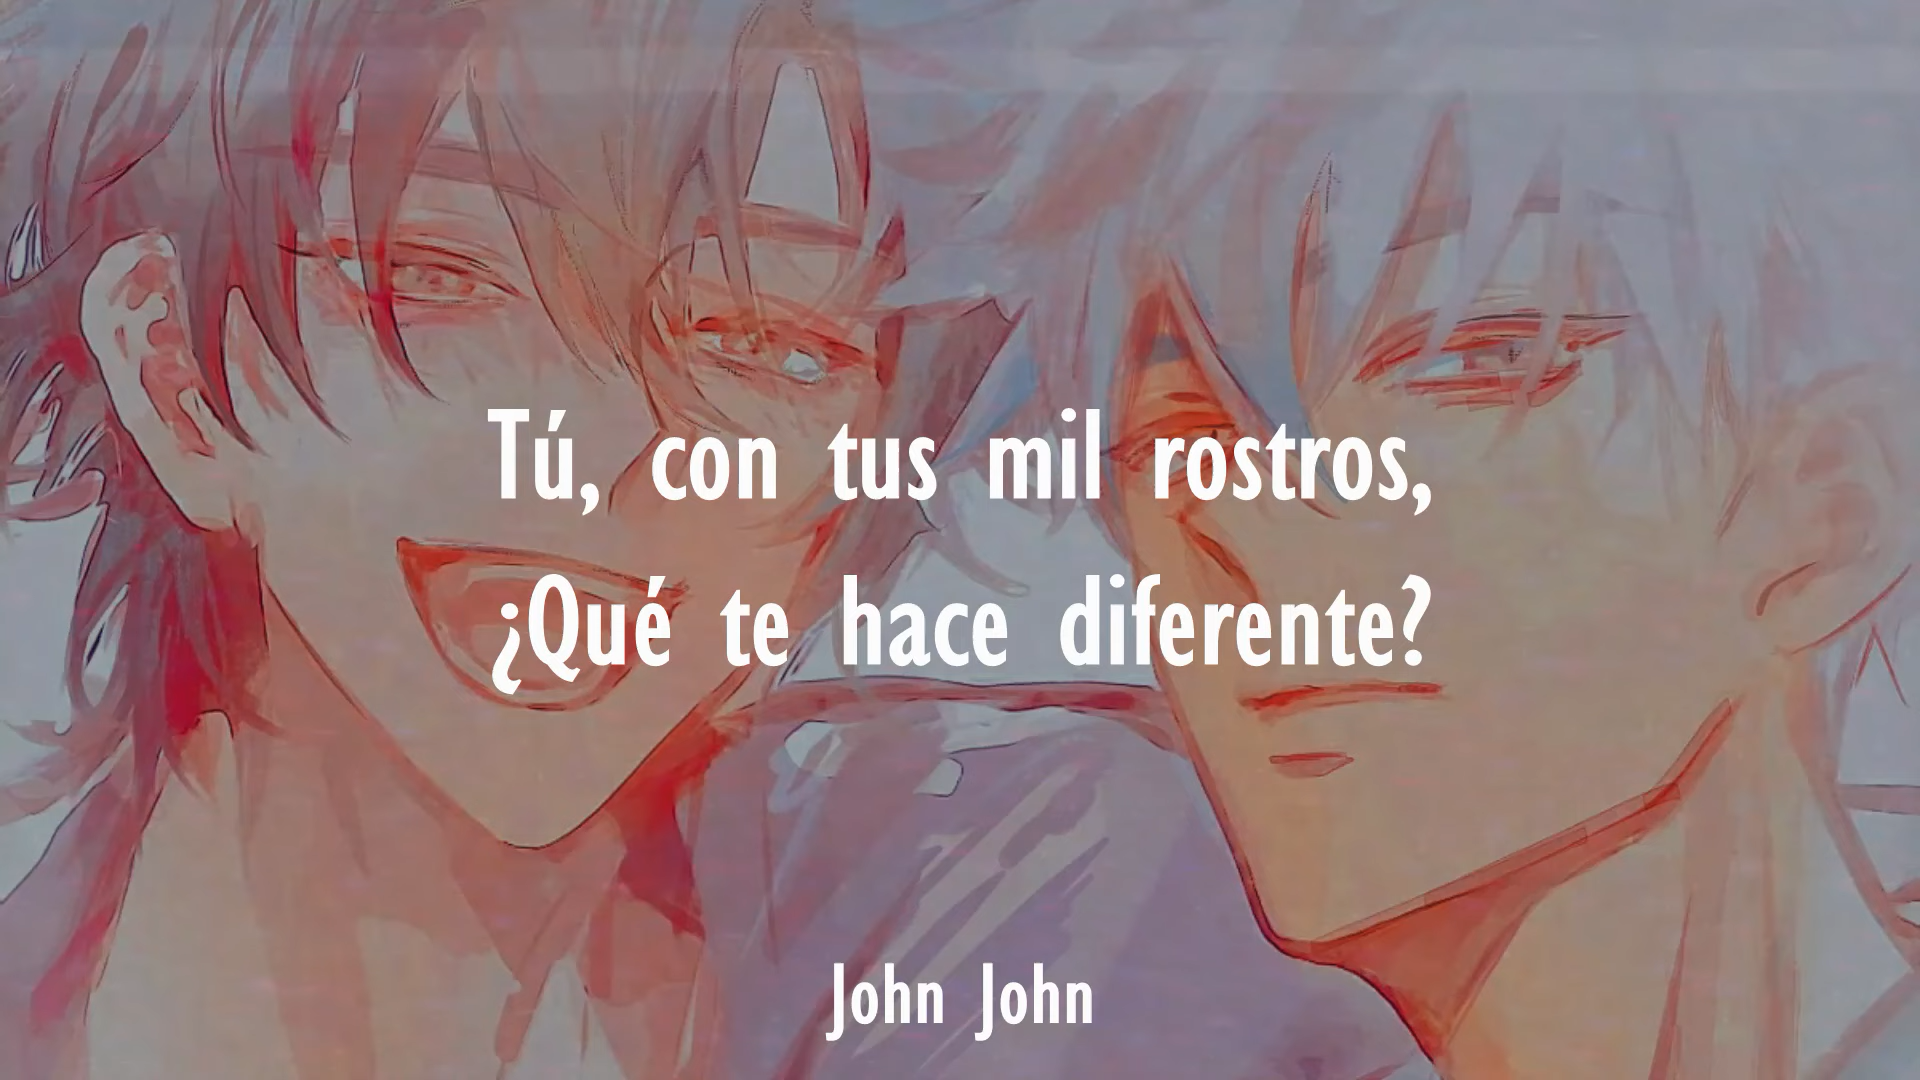 Tú, con tus mil rostros,
¿Qué te hace diferente?
John John